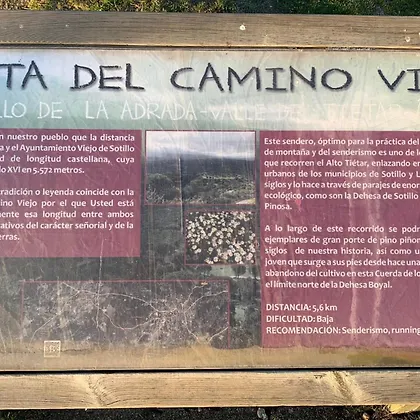 TA DEL CAMINO VI
LLO DE LA ADRADA-VALLE DEL
n nuestro pueblo que la distancia
a y el Ayuntamiento Viejo de Sotillo
d de longitud castellana, cuya
lo XVI en 5.572 metros.
radición o leyenda coincide con la
ino Viejo por el que Usted está
mente esa longitud entre ambos
ativos del carácter señorial y de la
erras.
Este sendero, óptimo para la práctica del
de montaña y del senderismo es uno de l
que recorren el Alto Tiétar, enlazando en
urbanos de los municipios de Sotillo y L
siglos y lo hace a través de parajes de enor
ecológico, como son la Dehesa de Sotillo
Pinosa.
A lo largo de este recorrido se podr
ejemplares de gran porte de pino piñon
siglos de nuestra historia, así como u
joven que surge a sus pies desde hace una
abandono del cultivo en esta Cuerda de lo
el límite norte de la Dehesa Boyal.
DISTANCIA: 5,6 km
DIFICULTAD: Baja
RECOMENDACIÓN: Senderismo, running